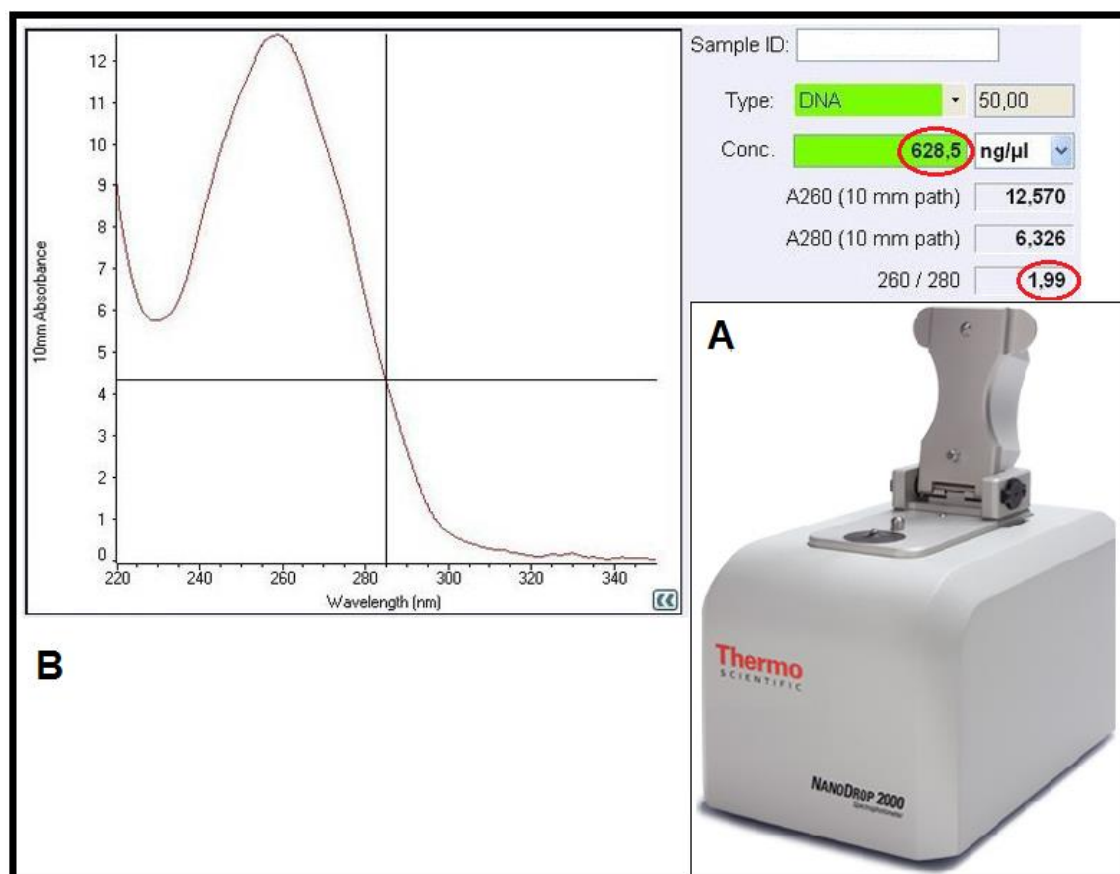 12
11
10
9
8
7
6
5
4
3
2
1
0
10mm Absorbance
220 240 260 280 300 320 340
Wavelength (nm)
B
Sample ID:
Type: DNA 50,00
Conc. 628,5 ng/µl
A260 (10 mm path) 12,570
A280 (10 mm path) 6,326
260 / 280 1,99
A
Thermo
SCIENTIFIC
NANODROP 2000
Spectrophotometer